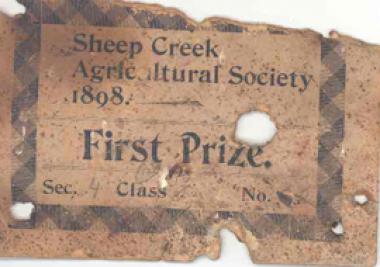 Sheep Creek
Agricultural Society
1898.
First Prize.
Sec. 4 Class No.